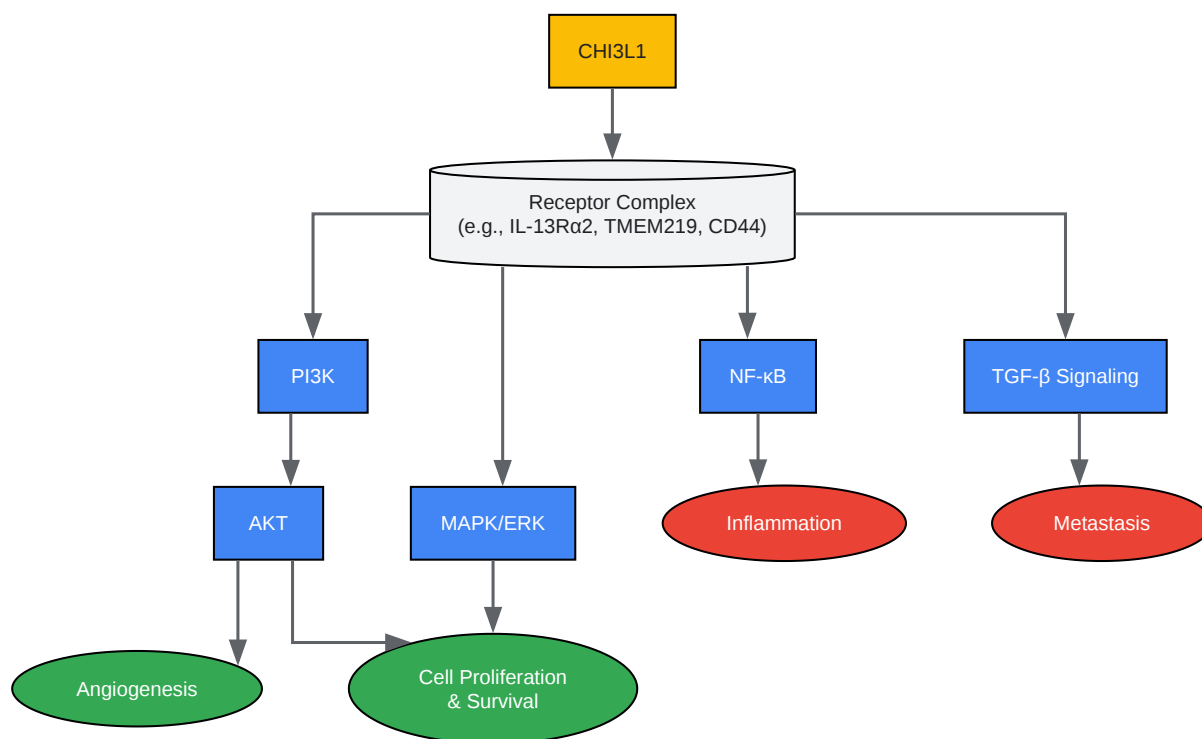 CHI3L1
Receptor Complex
(e.g., IL-13Rα2, TMEM219, CD44)
PI3K
NF-κB
TGF-β Signaling
AKT
MAPK/ERK
Inflammation
Metastasis
Angiogenesis
Cell Proliferation
& Survival